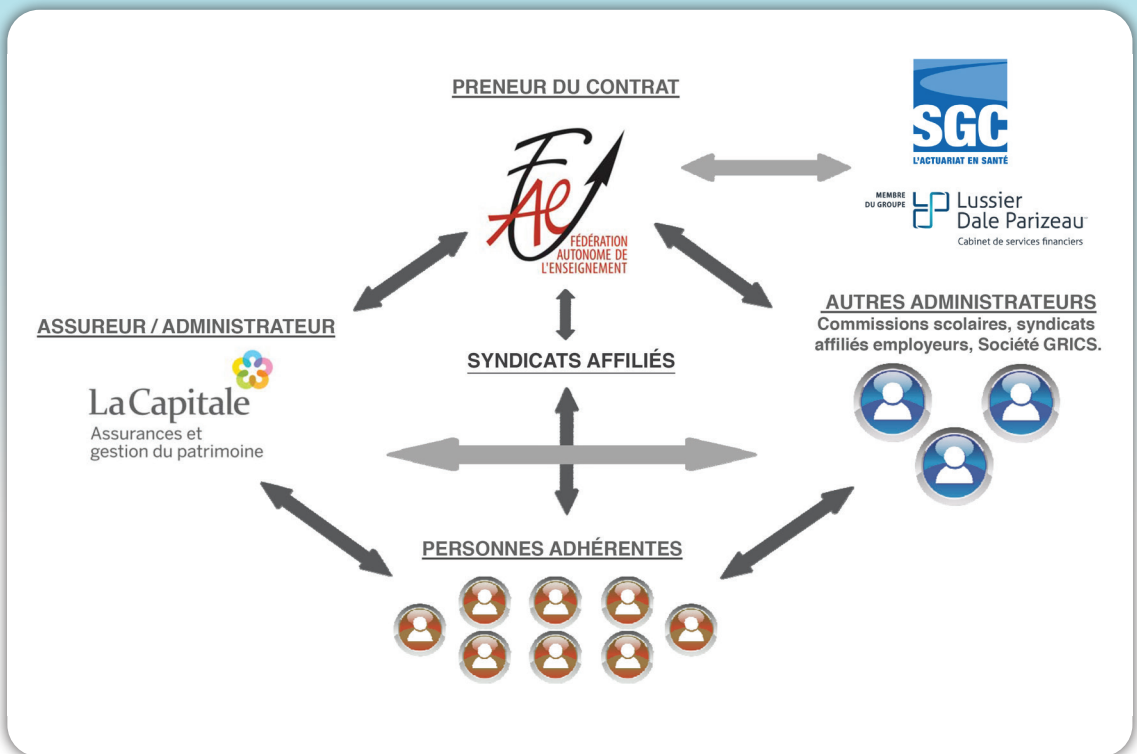 PRENEUR DU CONTRAT
FAE
FÉDÉRATION
AUTONOME DE
L'ENSEIGNEMENT
SGC
L'ACTUARIAT EN SANTÉ
MEMBRE
DU GROUPE
Lussier
Dale Parizeau
Cabinet de services financiers
ASSUREUR / ADMINISTRATEUR
La Capitale
Assurances et
gestion du patrimoine
SYNDICATS AFFILIÉS
AUTRES ADMINISTRATEURS
Commissions scolaires, syndicats
affiliés employeurs, Société GRICS.
PERSONNES ADHÉRENTES